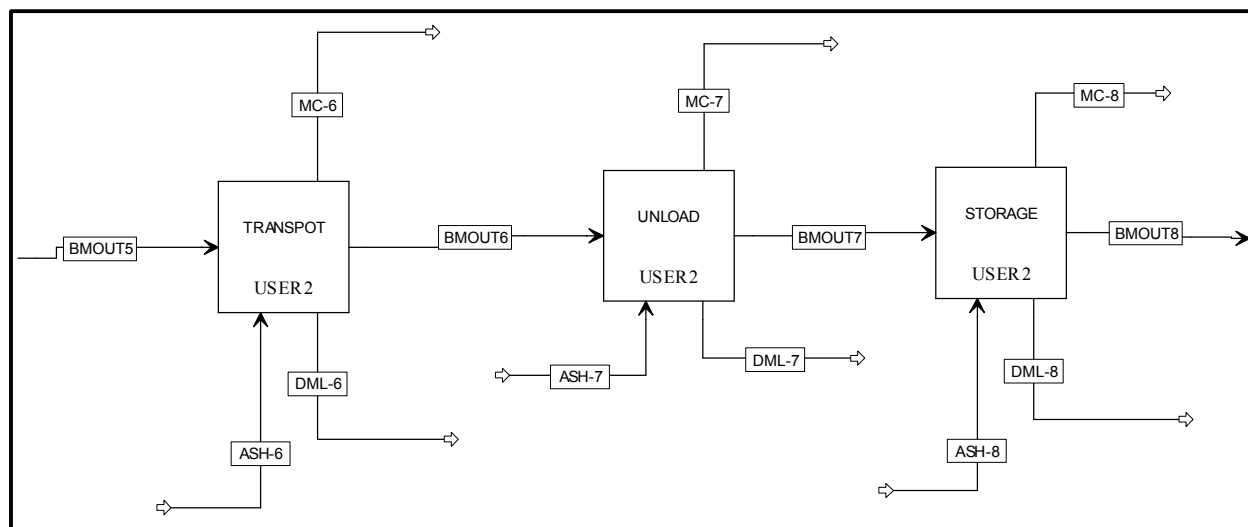 MC-6
MC-7
MC-8
TRANSPOT
UNLOAD
STORAGE
BMOUT5
BMOUT6
BMOUT7
BMOUT8
USER2
USER2
USER2
ASH-7
DML-7
DML-6
DML-8
ASH-6
ASH-8